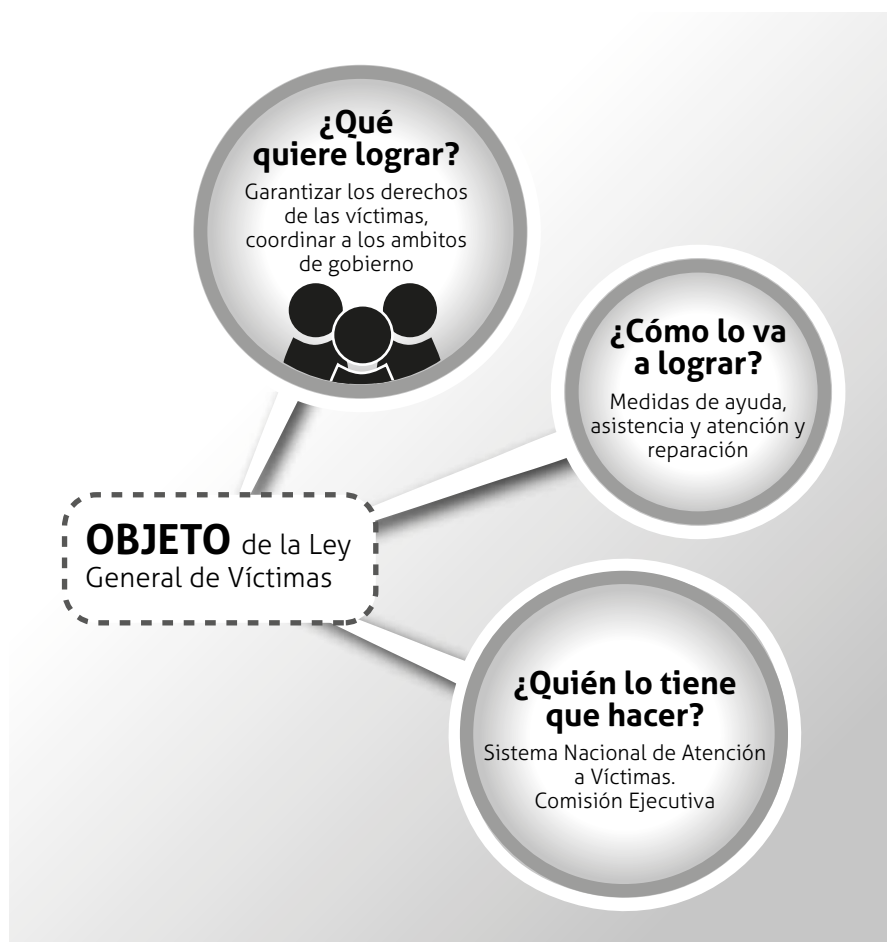 ¿Qué
quiere lograr?
Garantizar los derechos
de las víctimas,
coordinar a los ambitos
de gobierno
¿Cómo lo va
a lograr?
Medidas de ayuda,
asistencia y atención y
reparación
OBJETO de la Ley
General de Víctimas
¿Quién lo tiene
que hacer?
Sistema Nacional de Atención
a Víctimas.
Comisión Ejecutiva